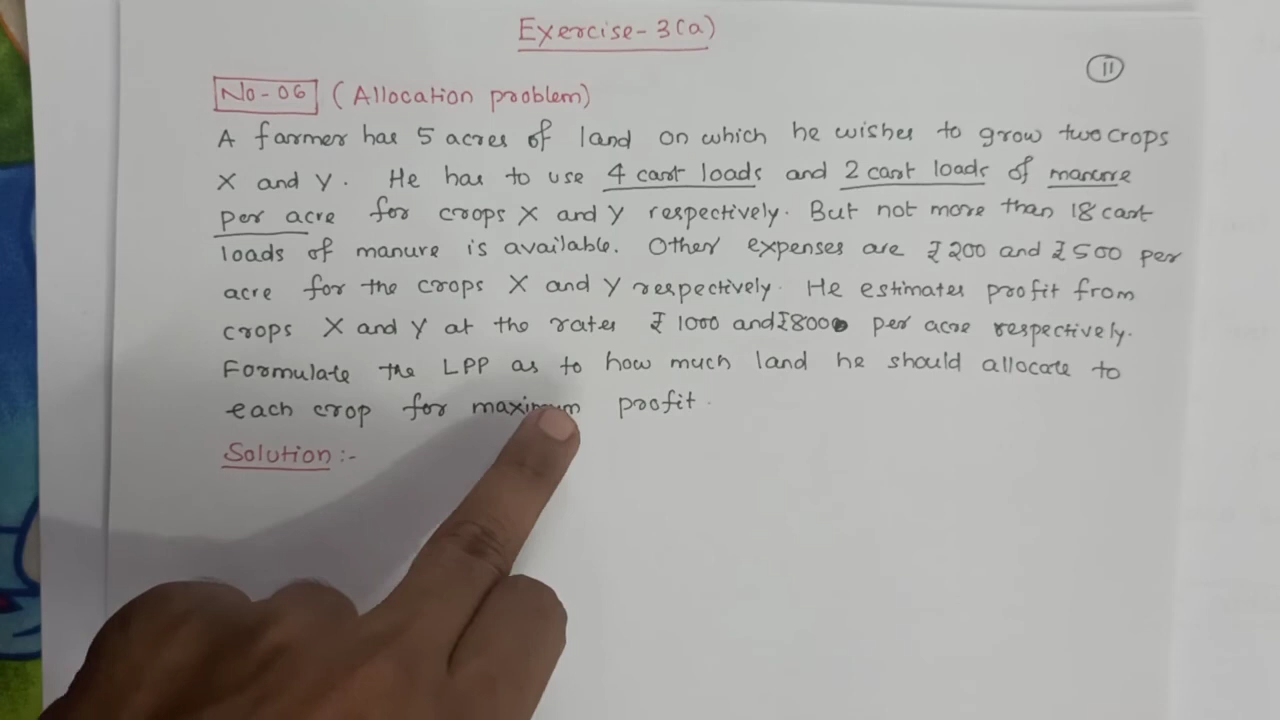 Exercise-3(a)
11
No-06 (Allocation problem)
A farmer has 5 acres of land on which he wishes to grow two crops
X and Y. He has to use 4 cart loads and 2 cart loads of manure
per acre for crops X and Y respectively. But not more than 18 cart
loads of manure is available. Other expenses are ₹200 and ₹500 per
acre for the crops X and Y respectively. He estimates profit from
crops X and Y at the rates ₹1000 and ₹800 per acre respectively.
Formulate the LPP as to how much land he should allocate to
each crop for maximum profit.
Solution:-